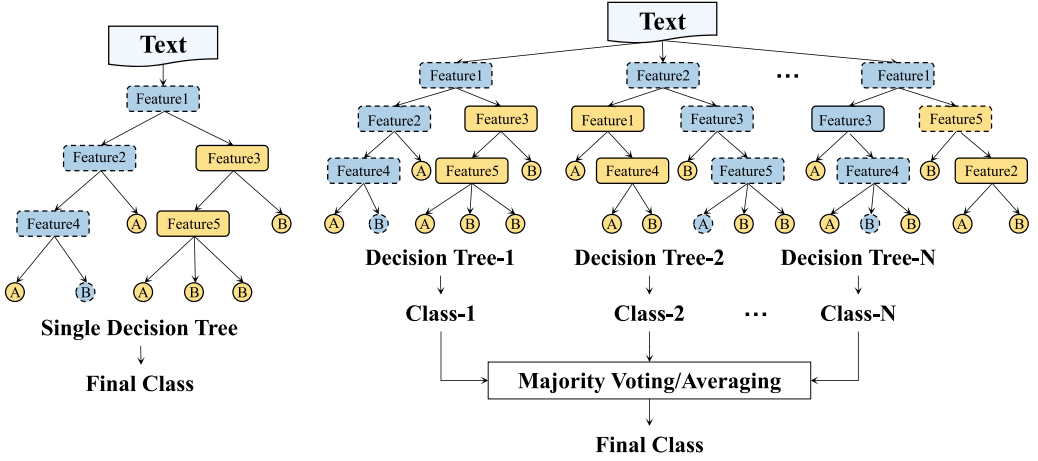 Text
Feature1
Feature2
Feature3
Feature4
A
Feature5
B
A
B
A
B
B
Single Decision Tree
Final Class
Text
Feature1
Feature2
...
Feature1
Feature2
Feature3
Feature1
Feature3
Feature3
Feature5
Feature4
A
Feature5
B
A
Feature4
B
Feature5
A
Feature4
B
Feature2
A
B
A
B
B
A
B
A
B
B
A
B
B
A
B
Decision Tree-1
Decision Tree-2
Decision Tree-N
Class-1
Class-2
...
Class-N
Majority Voting/Averaging
Final Class